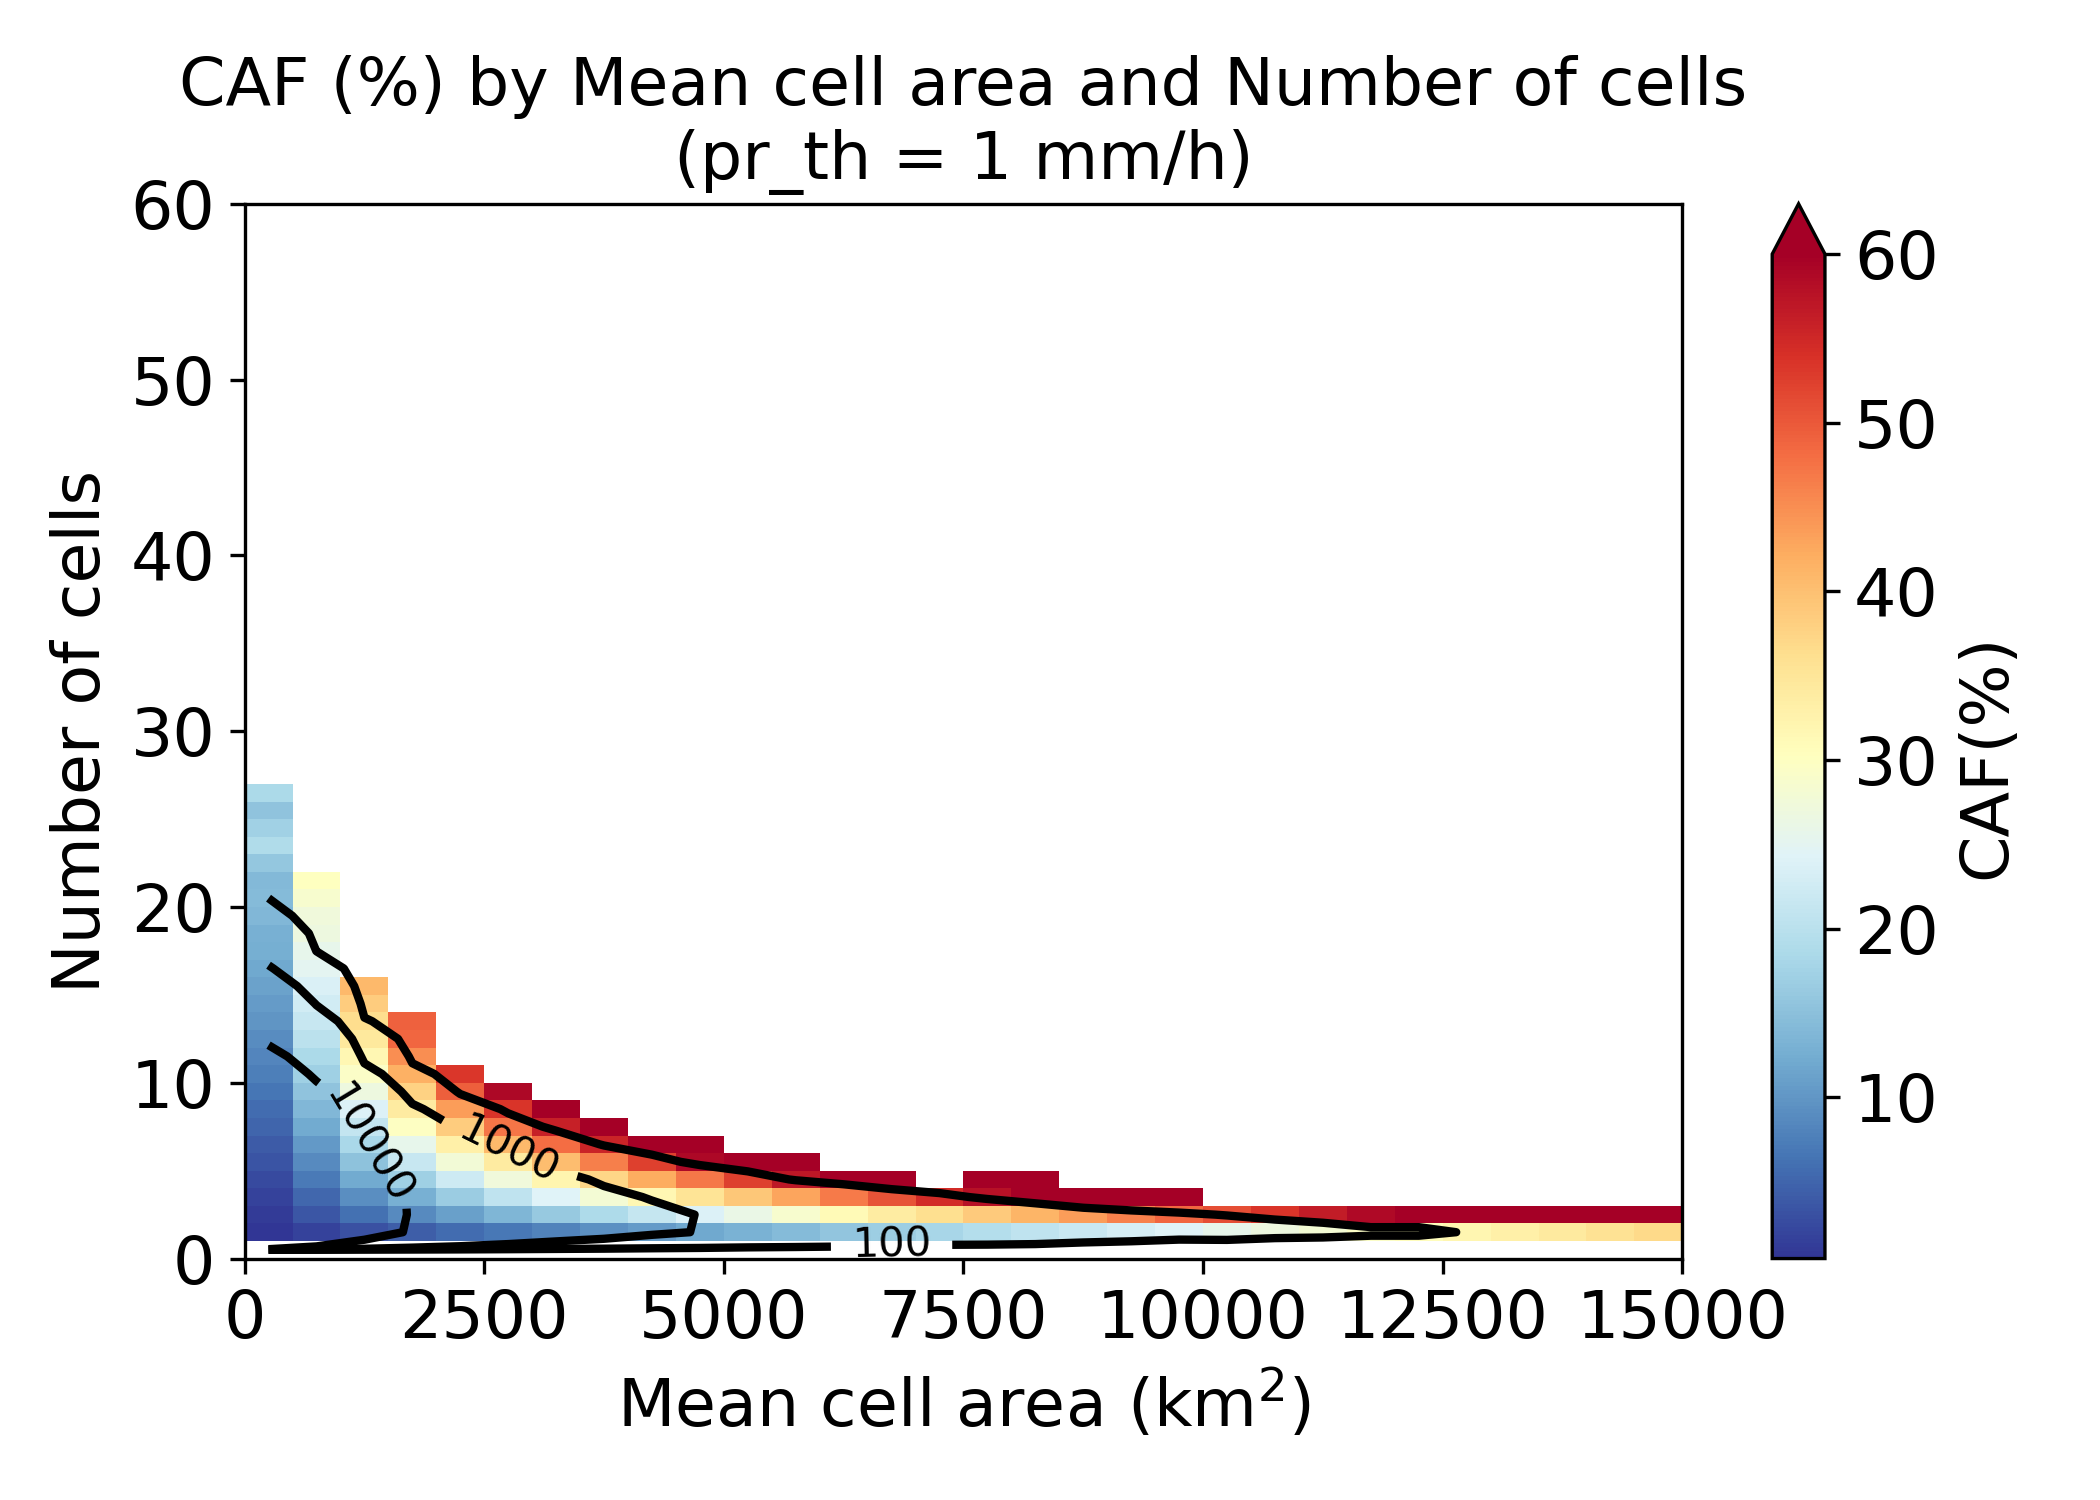 CAF (%) by Mean cell area and Number of cells
(pr_th = 1 mm/h)
60
50
40
30
20
10
0
Number of cells
10000
1000
100
0 2500 5000 7500 10000 12500 15000
Mean cell area (km²)
60
50
40
30
20
10
CAF(%)